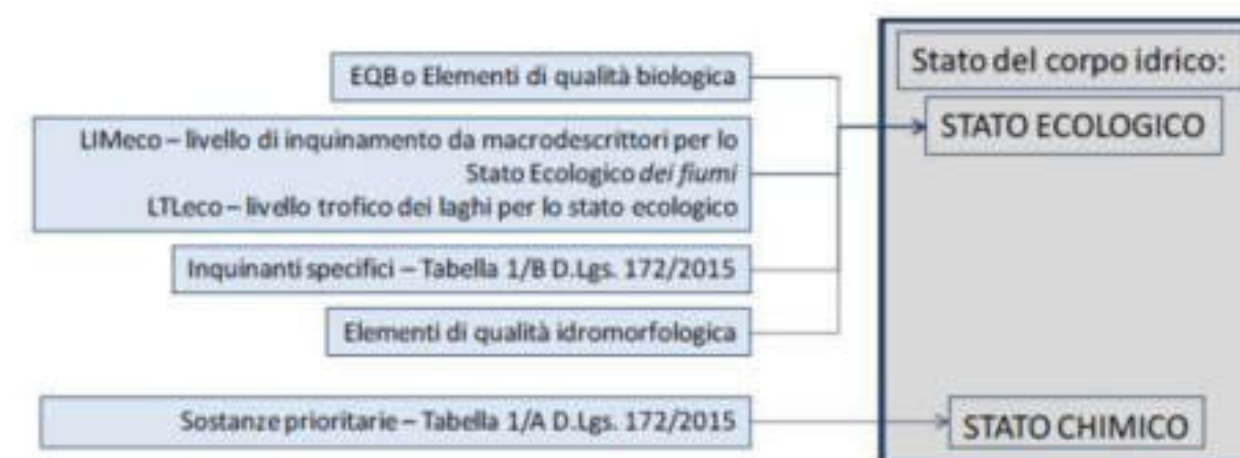 EQB o Elementi di qualità biologica
LIMeco – livello di inquinamento da macrodescrittori per lo
Stato Ecologico dei fiumi
LTLeco – livello trofico dei laghi per lo stato ecologico
Inquinanti specifici – Tabella 1/B D.Lgs. 172/2015
Elementi di qualità idromorfologica
Sostanze prioritarie – Tabella 1/A D.Lgs. 172/2015
Stato del corpo idrico:
STATO ECOLOGICO
STATO CHIMICO